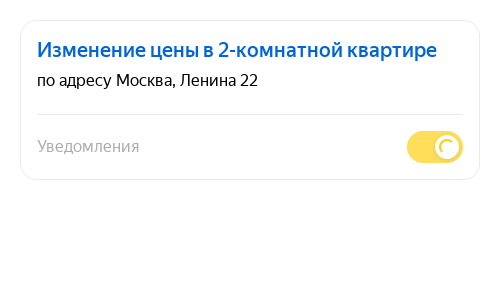 Изменение цены в 2-комнатной квартире
по адресу Москва, Ленина 22
Уведомления